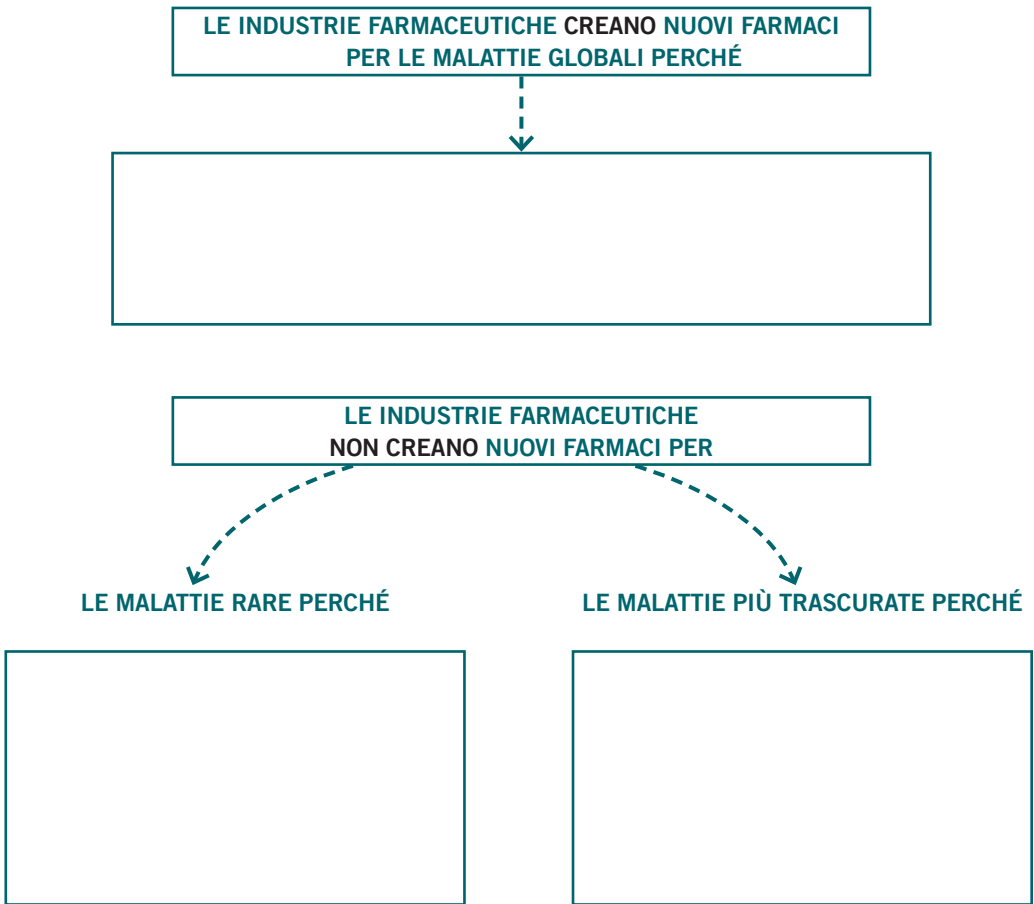 LE INDUSTRIE FARMACEUTICHE CREANO NUOVI FARMACI
PER LE MALATTIE GLOBALI PERCHÉ
LE INDUSTRIE FARMACEUTICHE
NON CREANO NUOVI FARMACI PER
LE MALATTIE RARE PERCHÉ
LE MALATTIE PIÙ TRASCURATE PERCHÉ